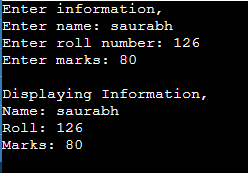 Enter information,
Enter name: saurabh
Enter roll number: 126
Enter marks: 80
Displaying Information,
Name: saurabh
Roll: 126
Marks: 80